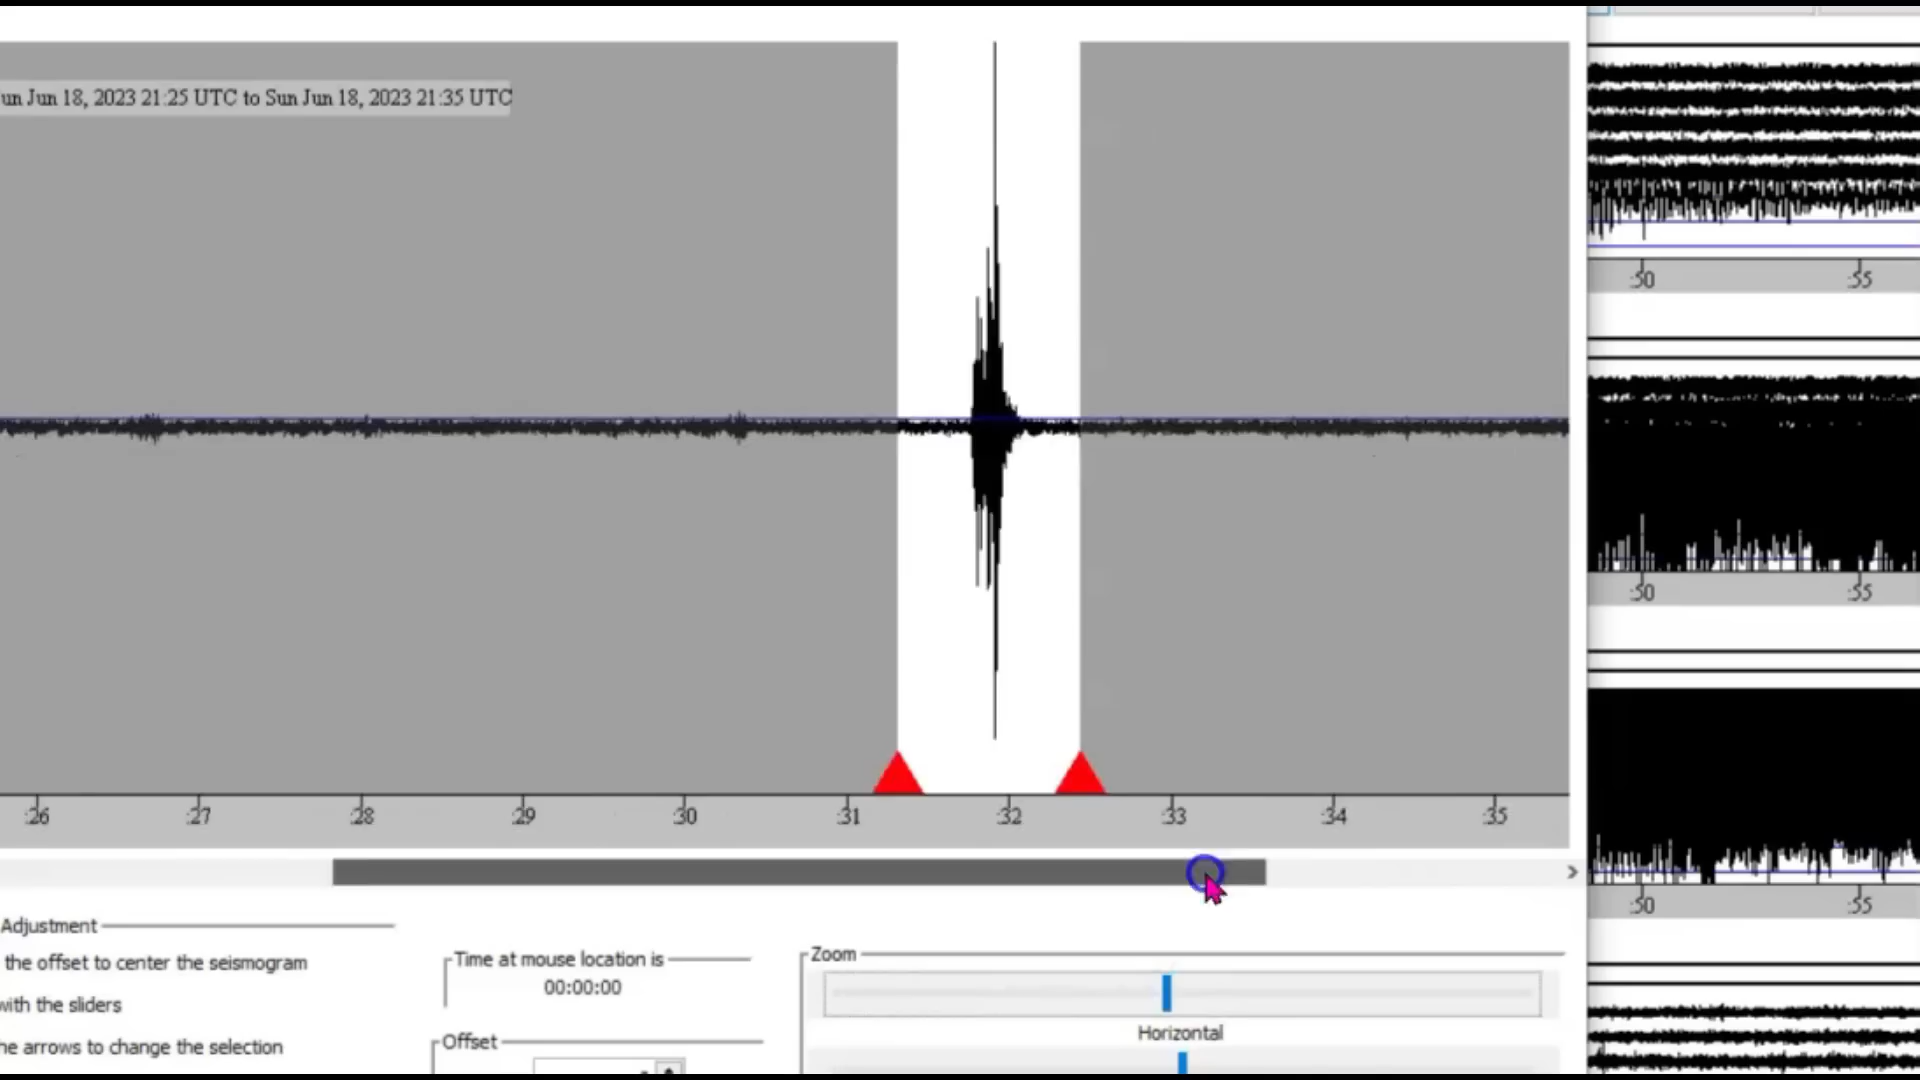 un Jun 18, 2023 21:25 UTC to Sun Jun 18, 2023 21:35 UTC
:26 :27 :28 :29 :30 :31 :32 :33 :34 :35
Adjustment
the offset to center the seismogram
with the sliders
he arrows to change the selection
Time at mouse location is
00:00:00
Offset
Zoom
Horizontal
:50 :55
:50 :55
:50 :55